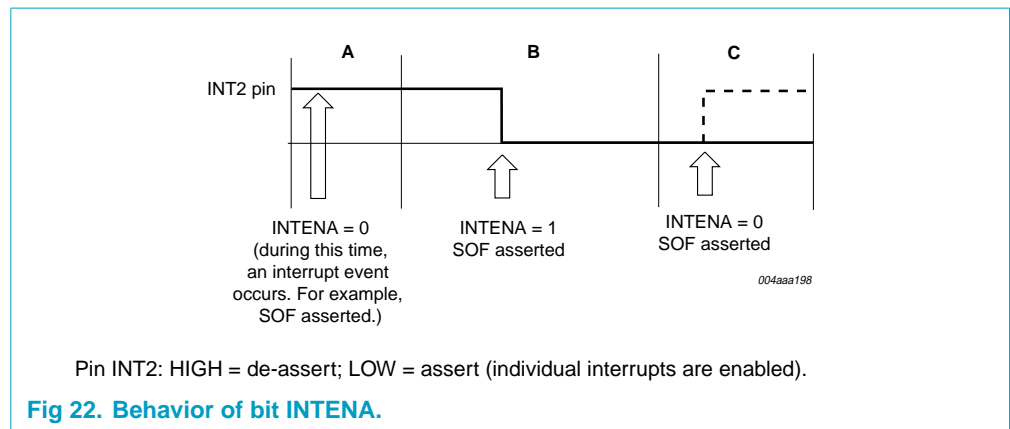 A
B
C
INT2 pin
INTENA = 0
(during this time,
an interrupt event
occurs. For example,
SOF asserted.)
INTENA = 1
SOF asserted
INTENA = 0
SOF asserted
004aaa198
Pin INT2: HIGH = de-assert; LOW = assert (individual interrupts are enabled).
Fig 22. Behavior of bit INTENA.